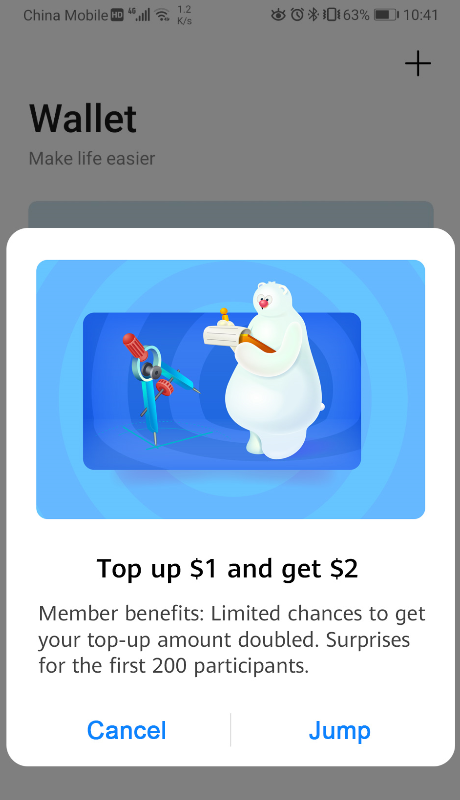 China Mobile HD 4G 1.2 K/s 63% 10:41
Wallet
Make life easier
Top up $1 and get $2
Member benefits: Limited chances to get
your top-up amount doubled. Surprises
for the first 200 participants.
Cancel Jump